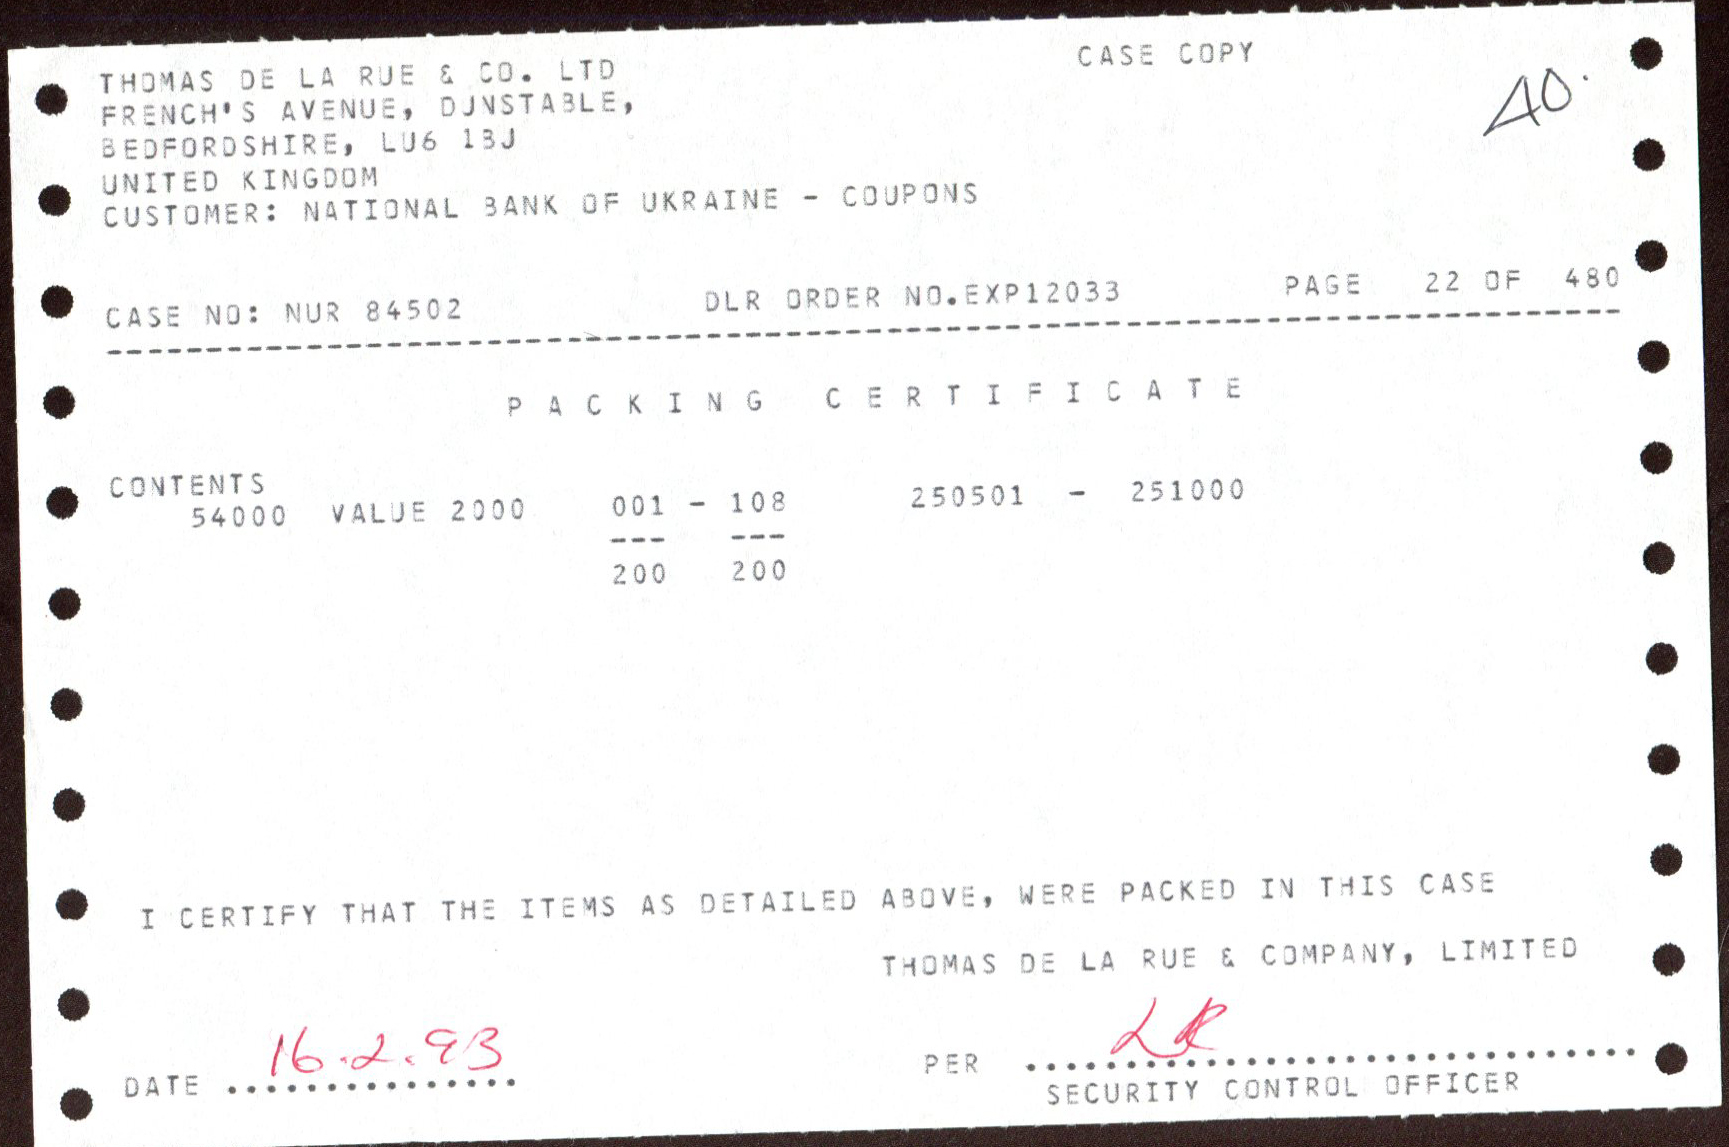 CASE COPY
40.
THOMAS DE LA RUE & CO. LTD
FRENCH'S AVENUE, DUNSTABLE,
BEDFORDSHIRE, LU6 1BJ
UNITED KINGDOM
CUSTOMER: NATIONAL BANK OF UKRAINE - COUPONS
CASE NO: NUR 84502 DLR ORDER NO.EXP12033 PAGE 22 OF 480
PACKING CERTIFICATE
CONTENTS
54000 VALUE 2000 001 - 108 250501 - 251000
--- ---
200 200
I CERTIFY THAT THE ITEMS AS DETAILED ABOVE, WERE PACKED IN THIS CASE
THOMAS DE LA RUE & COMPANY, LIMITED
DATE 16.2.93 PER LR
SECURITY CONTROL OFFICER